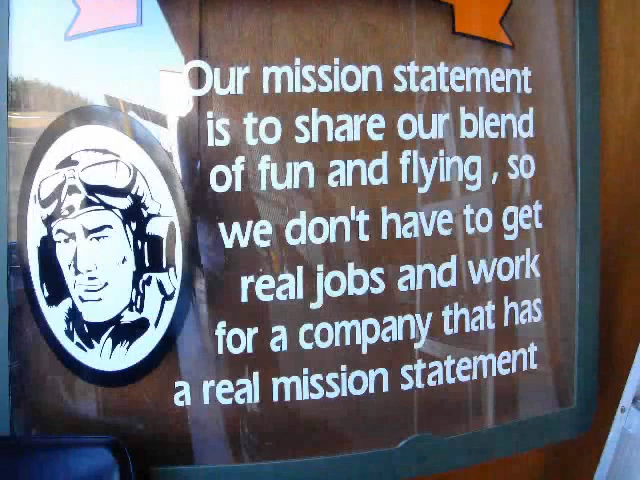 Our mission statement
is to share our blend
of fun and flying , so
we don't have to get
real jobs and work
for a company that has
a real mission statement